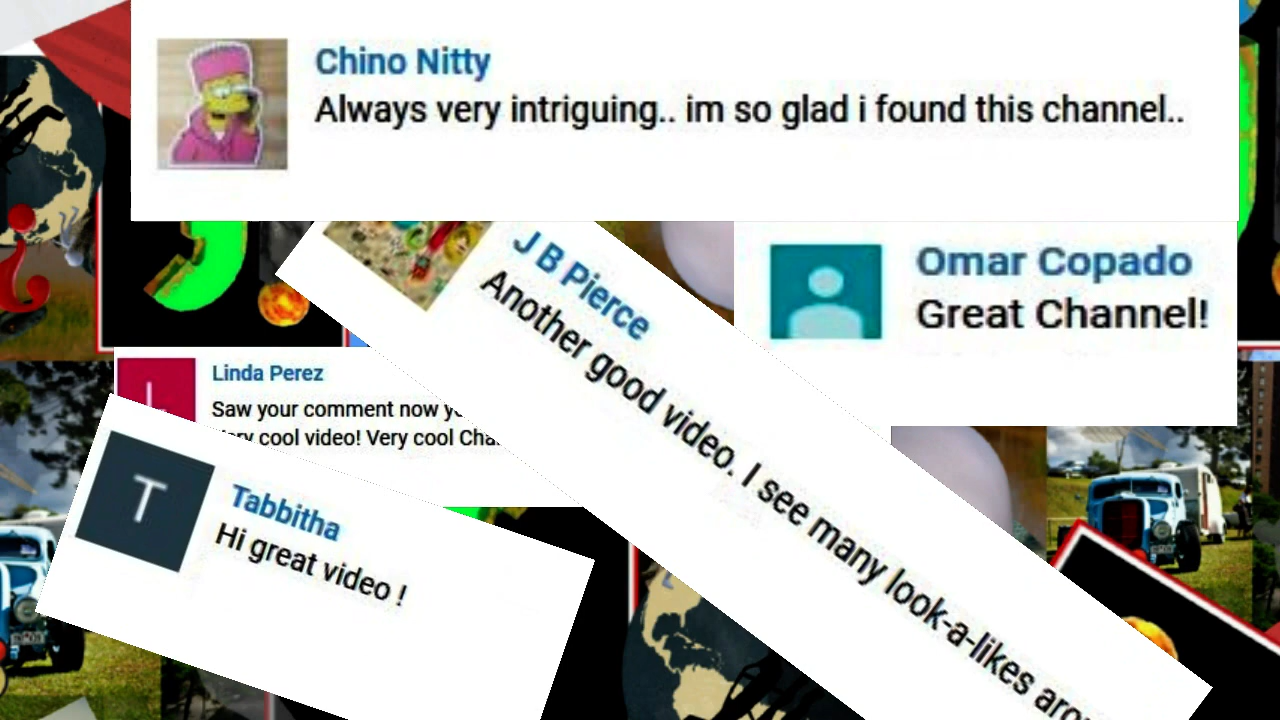 Chino Nitty
Always very intriguing.. im so glad i found this channel..
J B Pierce
Another good video. I see many look-a-likes
Omar Copado
Great Channel!
Linda Perez
L
Saw your comment now
cool video! Very cool
T
Tabbitha
Hi great video !